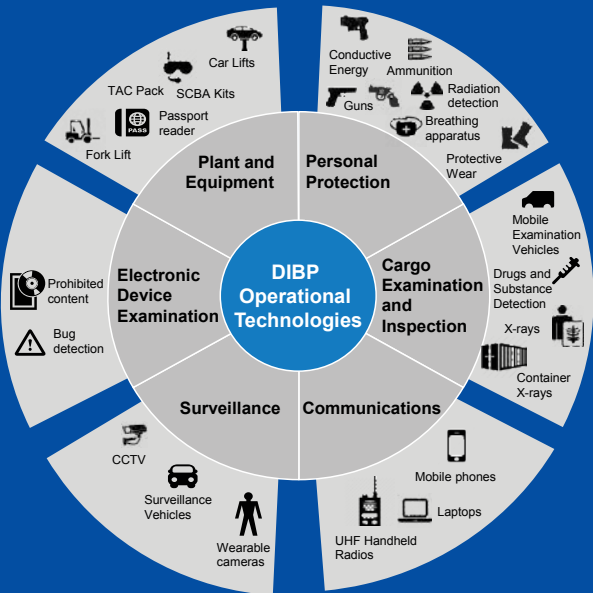 DIBP
Operational
Technologies
Plant and
Equipment
Car Lifts
TAC Pack
SCBA Kits
PASS
Passport
reader
Fork Lift
Personal
Protection
Conductive
Energy
Ammunition
Guns
Radiation
detection
Breathing
apparatus
Protective
Wear
Cargo
Examination
and
Inspection
Mobile
Examination
Vehicles
Drugs and
Substance
Detection
X-rays
Container
X-rays
Communications
Mobile phones
Laptops
UHF Handheld
Radios
Surveillance
CCTV
Surveillance
Vehicles
Wearable
cameras
Electronic
Device
Examination
Prohibited
content
Bug
detection